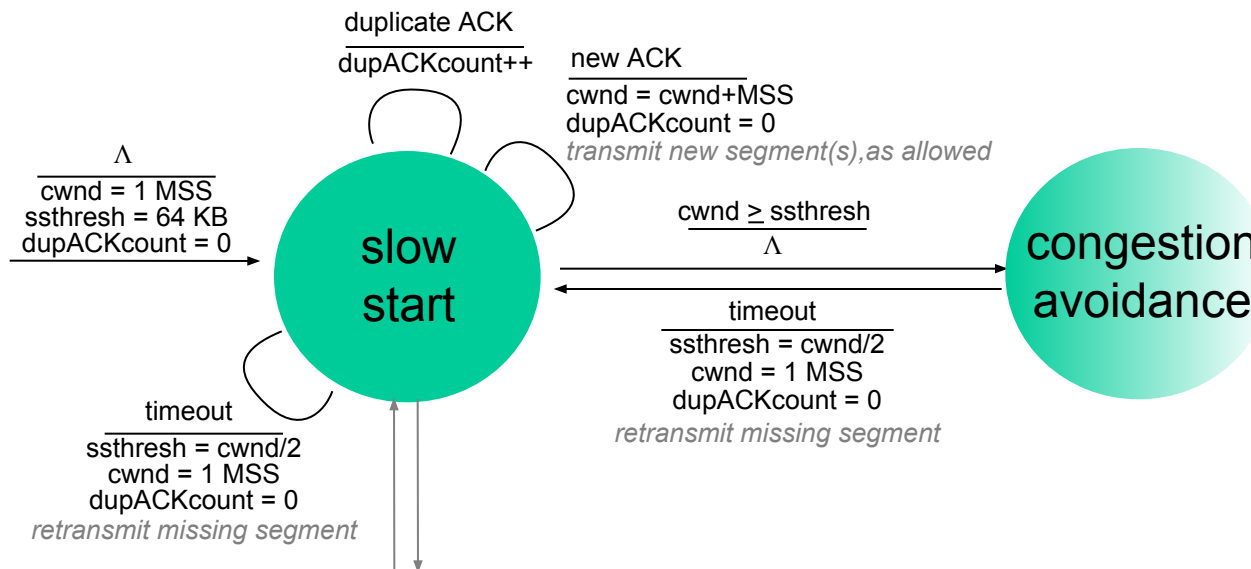 duplicate ACK
dupACKcount++
new ACK
cwnd = cwnd+MSS
dupACKcount = 0
transmit new segment(s),as allowed
Λ
cwnd = 1 MSS
ssthresh = 64 KB
dupACKcount = 0
slow
start
cwnd ≥ ssthresh
Λ
congestion
avoidance
timeout
ssthresh = cwnd/2
cwnd = 1 MSS
dupACKcount = 0
retransmit missing segment
timeout
ssthresh = cwnd/2
cwnd = 1 MSS
dupACKcount = 0
retransmit missing segment